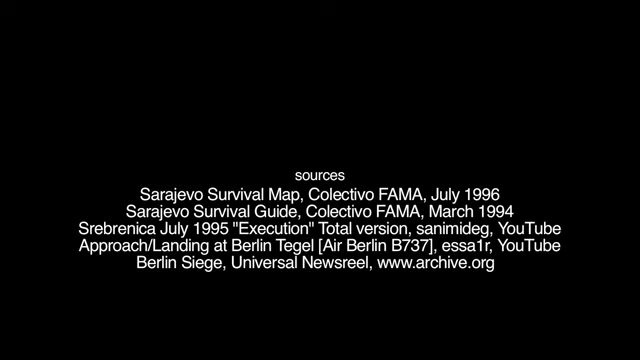 sources
Sarajevo Survival Map, Colectivo FAMA, July 1996
Sarajevo Survival Guide, Colectivo FAMA, March 1994
Srebrenica July 1995 "Execution" Total version, sanimideg, YouTube
Approach/Landing at Berlin Tegel [Air Berlin B737], essa1r, YouTube
Berlin Siege, Universal Newsreel, www.archive.org